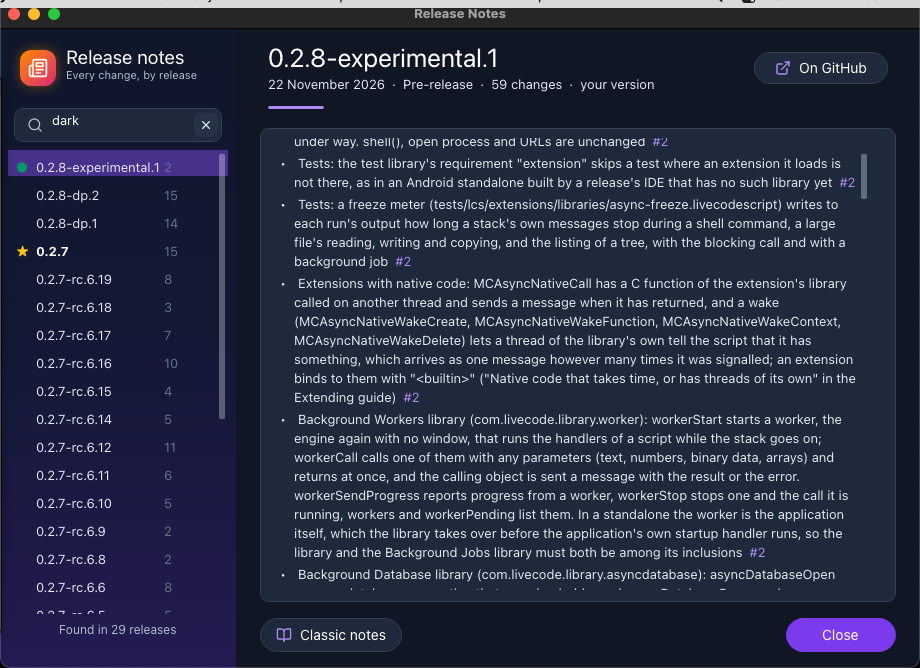 Release Notes
Release notes
Every change, by release
dark
0.2.8-experimental.1 2
0.2.8-dp.2 15
0.2.8-dp.1 14
0.2.7 15
0.2.7-rc.6.19 8
0.2.7-rc.6.18 3
0.2.7-rc.6.17 7
0.2.7-rc.6.16 10
0.2.7-rc.6.15 4
0.2.7-rc.6.14 5
0.2.7-rc.6.12 11
0.2.7-rc.6.11 6
0.2.7-rc.6.10 5
0.2.7-rc.6.9 2
0.2.7-rc.6.8 2
0.2.7-rc.6.6 8
0.2.7-rc.6.5 5
Found in 29 releases
0.2.8-experimental.1
22 November 2026 · Pre-release · 59 changes · your version
On GitHub
under way. shell(), open process and URLs are unchanged #2
• Tests: the test library's requirement "extension" skips a test where an extension it loads is
not there, as in an Android standalone built by a release's IDE that has no such library yet #2
• Tests: a freeze meter (tests/lcs/extensions/libraries/async-freeze.livecodescript) writes to
each run's output how long a stack's own messages stop during a shell command, a large
file's reading, writing and copying, and the listing of a tree, with the blocking call and with a
background job #2
• Extensions with native code: MCAsyncNativeCall has a C function of the extension's library
called on another thread and sends a message when it has returned, and a wake
(MCAsyncNativeWakeCreate, MCAsyncNativeWakeFunction, MCAsyncNativeWakeContext,
MCAsyncNativeWakeDelete) lets a thread of the library's own tell the script that it has
something, which arrives as one message however many times it was signalled; an extension
binds to them with "<builtin>" ("Native code that takes time, or has threads of its own" in the
Extending guide) #2
• Background Workers library (com.livecode.library.worker): workerStart starts a worker, the
engine again with no window, that runs the handlers of a script while the stack goes on;
workerCall calls one of them with any parameters (text, numbers, binary data, arrays) and
returns at once, and the calling object is sent a message with the result or the error.
workerSendProgress reports progress from a worker, workerStop stops one and the call it is
running, workers and workerPending list them. In a standalone the worker is the application
itself, which the library takes over before the application's own startup handler runs, so the
library and the Background Jobs library must both be among its inclusions #2
• Background Database library (com.livecode.library.asyncdatabase): asyncDatabaseOpen
Classic notes
Close